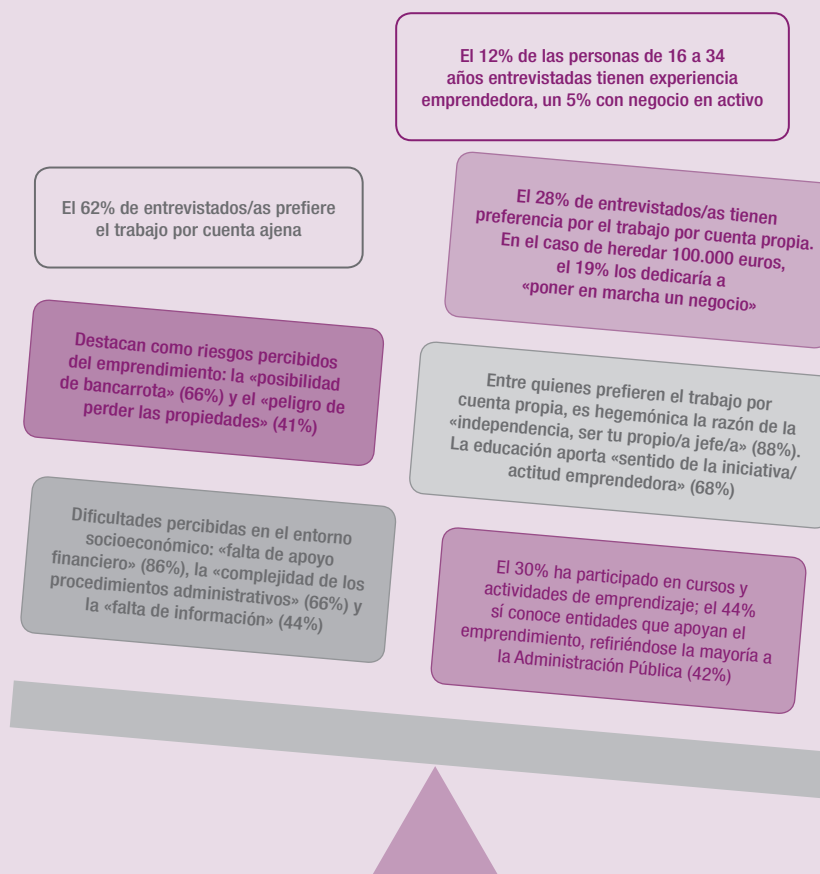 El 12% de las personas de 16 a 34
años entrevistadas tienen experiencia
emprendedora, un 5% con negocio en activo
El 62% de entrevistados/as prefiere
el trabajo por cuenta ajena
El 28% de entrevistados/as tienen
preferencia por el trabajo por cuenta propia.
En el caso de heredar 100.000 euros,
el 19% los dedicaría a
«poner en marcha un negocio»
Destacan como riesgos percibidos
del emprendimiento: la «posibilidad
de bancarrota» (66%) y el «peligro de
perder las propiedades» (41%)
Entre quienes prefieren el trabajo por
cuenta propia, es hegemónica la razón de la
«independencia, ser tu propio/a jefe/a» (88%).
La educación aporta «sentido de la iniciativa/
actitud emprendedora» (68%)
Dificultades percibidas en el entorno
socioeconómico: «falta de apoyo
financiero» (86%), la «complejidad de los
procedimientos administrativos» (66%) y
la «falta de información» (44%)
El 30% ha participado en cursos y
actividades de emprendizaje; el 44%
sí conoce entidades que apoyan el
emprendimiento, refiriéndose la mayoría a
la Administración Pública (42%)